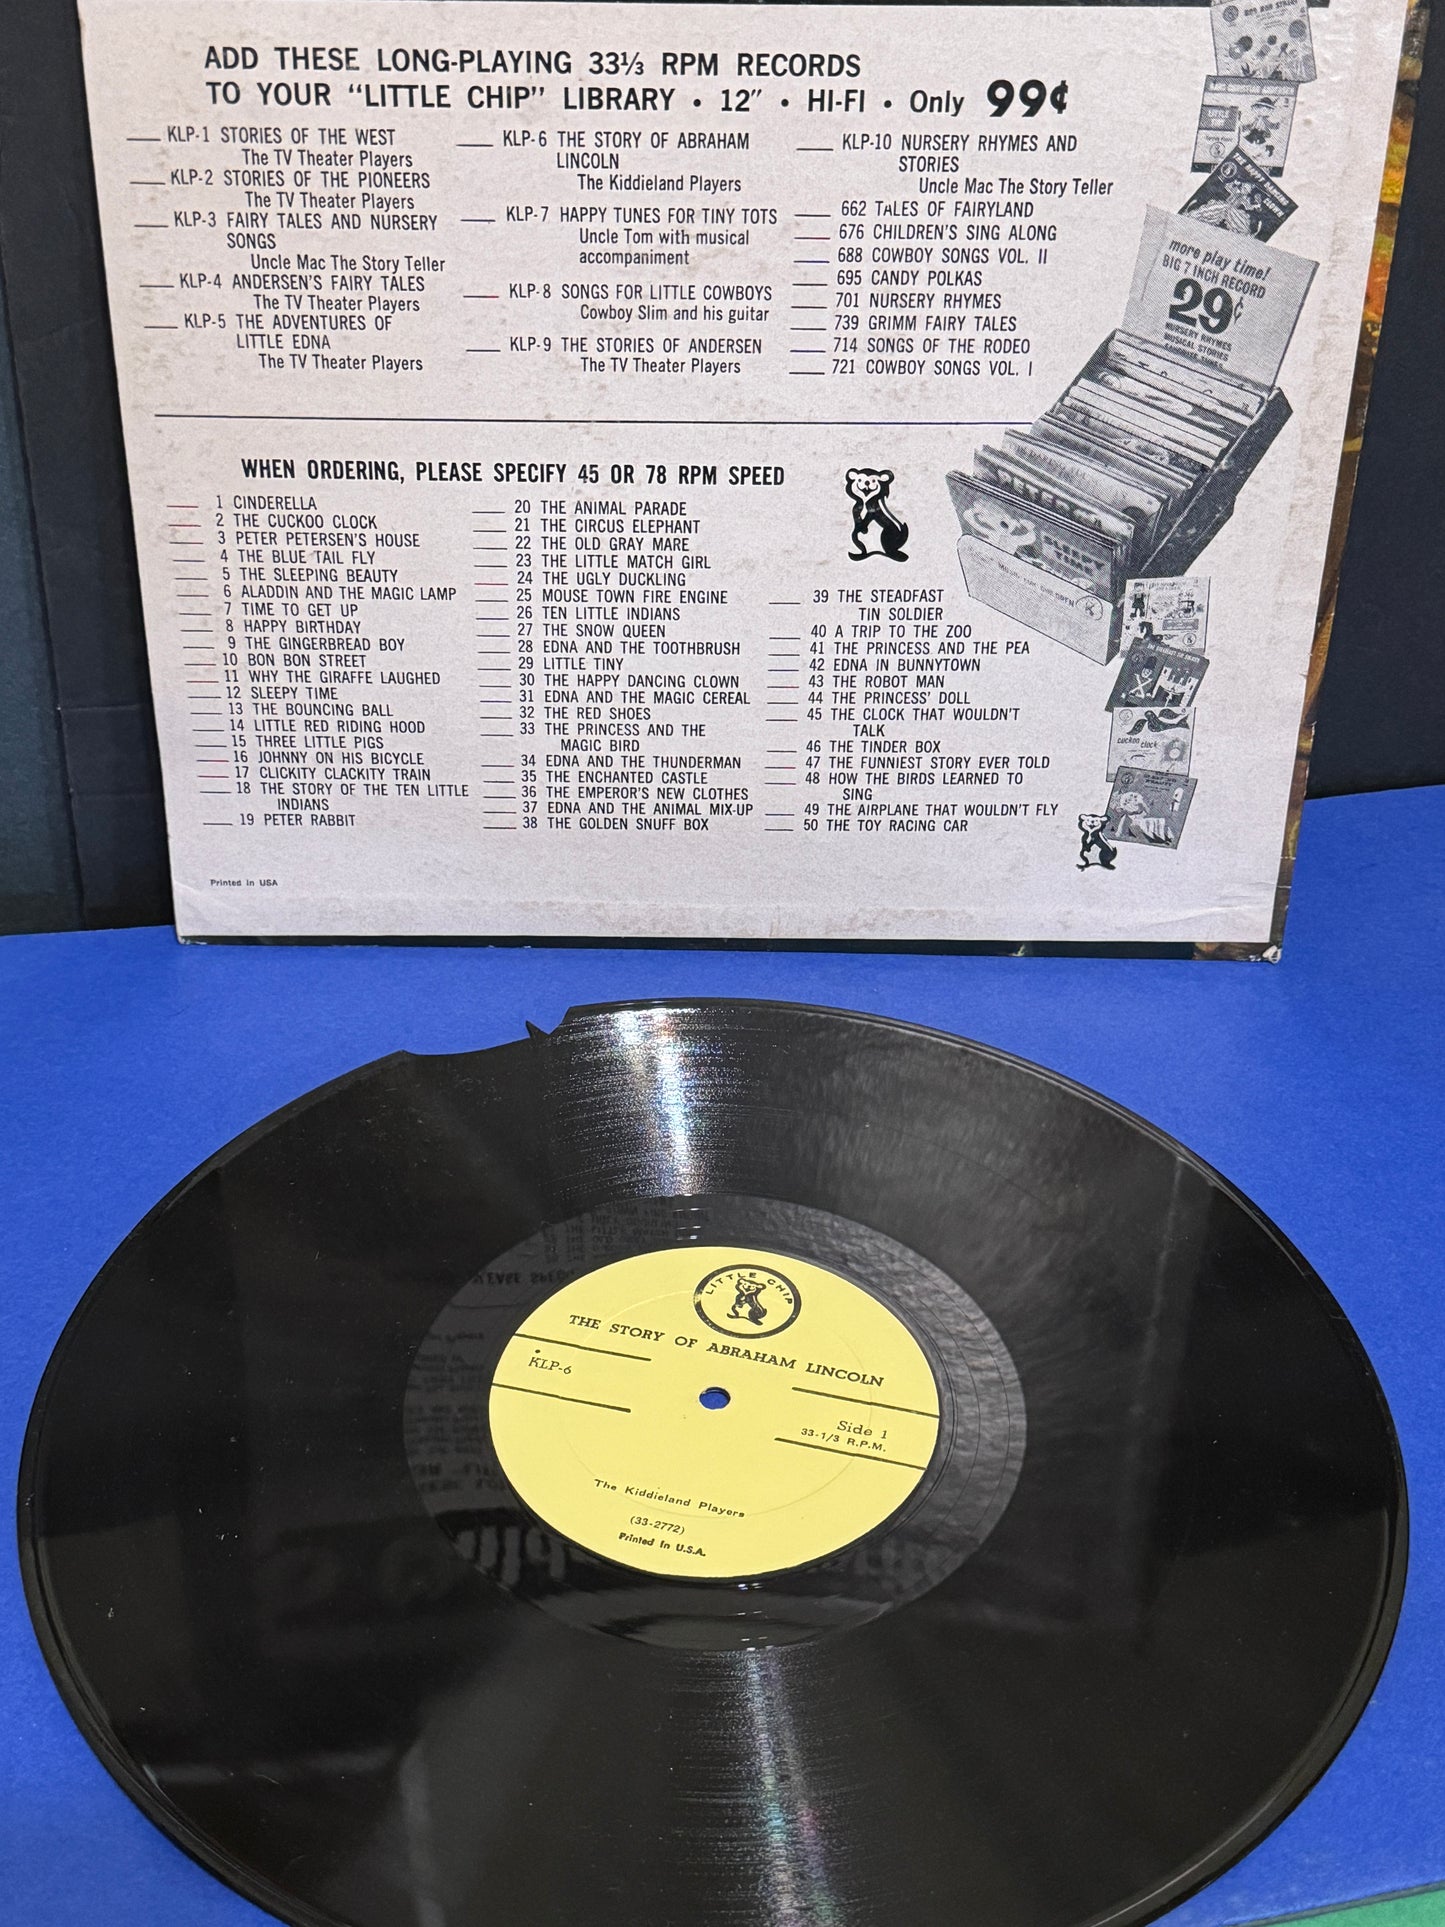 ADD THESE LONG-PLAYING 33⅓ RPM RECORDS
TO YOUR "LITTLE CHIP" LIBRARY • 12" • HI-FI • Only 99¢
KLP-1 STORIES OF THE WEST
The TV Theater Players
KLP-2 STORIES OF THE PIONEERS
The TV Theater Players
KLP-3 FAIRY TALES AND NURSERY
SONGS
Uncle Mac The Story Teller
KLP-4 ANDERSEN'S FAIRY TALES
The TV Theater Players
KLP-5 THE ADVENTURES OF
LITTLE EDNA
The TV Theater Players
KLP-6 THE STORY OF ABRAHAM
LINCOLN
The Kiddieland Players
KLP-7 HAPPY TUNES FOR TINY TOTS
Uncle Tom with musical
accompaniment
KLP-8 SONGS FOR LITTLE COWBOYS
Cowboy Slim and his guitar
KLP-9 THE STORIES OF ANDERSEN
The TV Theater Players
KLP-10 NURSERY RHYMES AND
STORIES
Uncle Mac The Story Teller
662 TALES OF FAIRYLAND
676 CHILDREN'S SING ALONG
688 COWBOY SONGS VOL. II
695 CANDY POLKAS
701 NURSERY RHYMES
739 GRIMM FAIRY TALES
714 SONGS OF THE RODEO
721 COWBOY SONGS VOL. I
BON BON STREET
THE HAPPY DANCING
CLOWN
more play time!
BIG 7 INCH RECORD
29¢
NURSERY RHYMES
MUSICAL STORIES
FAVORITE TUNES
SLEEPY
TIME
cuckoo clock
WHEN ORDERING, PLEASE SPECIFY 45 OR 78 RPM SPEED
1 CINDERELLA
2 THE CUCKOO CLOCK
3 PETER PETERSEN'S HOUSE
4 THE BLUE TAIL FLY
5 THE SLEEPING BEAUTY
6 ALADDIN AND THE MAGIC LAMP
7 TIME TO GET UP
8 HAPPY BIRTHDAY
9 THE GINGERBREAD BOY
10 BON BON STREET
11 WHY THE GIRAFFE LAUGHED
12 SLEPY TIME
13 THE BOUNCING BALL
14 LITTLE RED RIDING HOOD
15 THREE LITTLE PIGS
16 JOHNNY ON HIS BICYCLE
17 CLICKITY CLACKITY TRAIN
18 THE STORY OF THE TEN LITTLE
INDIANS
19 PETER RABBIT
20 THE ANIMAL PARADE
21 THE CIRCUS ELEPHANT
22 THE OLD GRAY MARE
23 THE LITTLE MATCH GIRL
24 THE UGLY DUCKLING
25 MOUSE TOWN FIRE ENGINE
26 TEN LITTLE INDIANS
27 THE SNOW QUEEN
28 EDNA AND THE TOOTHBRUSH
29 LITTLE TINY
30 THE HAPPY DANCING CLOWN
31 EDNA AND THE MAGIC CEREAL
32 THE RED SHOES
33 THE PRINCESS AND THE
MAGIC BIRD
34 EDNA AND THE THUNDERMAN
35 THE ENCHANTED CASTLE
36 THE EMPEROR'S NEW CLOTHES
37 EDNA AND THE ANIMAL MIX-UP
38 THE GOLDEN SNUFF BOX
39 THE STEADFAST
TIN SOLDIER
40 A TRIP TO THE ZOO
41 THE PRINCESS AND THE PEA
42 EDNA IN BUNNYTOWN
43 THE ROBOT MAN
44 THE PRINCESS' DOLL
45 THE CLOCK THAT WOULDN'T
TALK
46 THE TINDER BOX
47 THE FUNNIEST STORY EVER TOLD
48 HOW THE BIRDS LEARNED TO
SING
49 THE AIRPLANE THAT WOULDN'T FLY
50 THE TOY RACING CAR
Printed in USA
LITTLE CHIP
THE STORY OF ABRAHAM LINCOLN
KLP-6
Side 1
33-1/3 R.P.M.
The Kiddieland Players
(33-2772)
Printed in U.S.A.